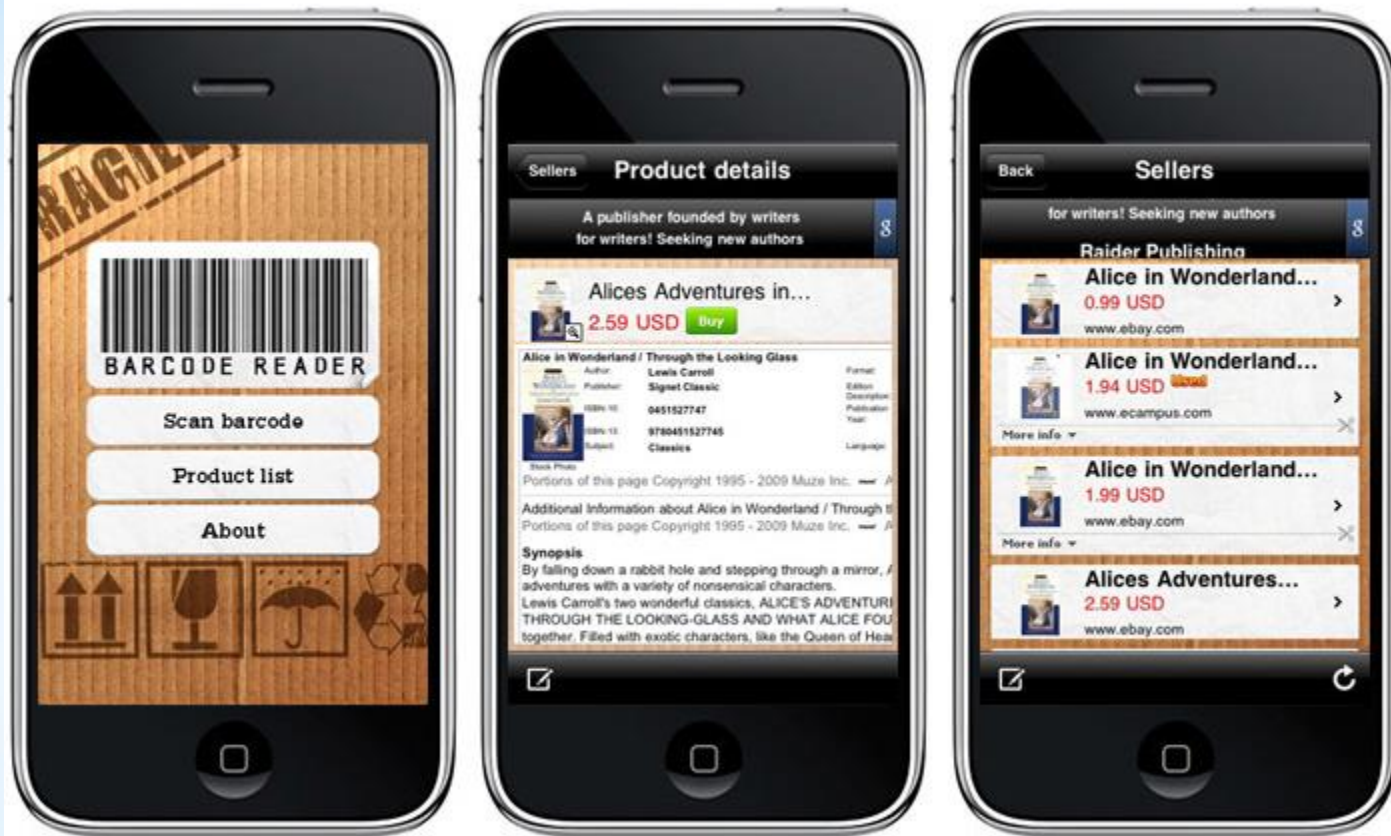 FRAGILE
BARCODE READER
Scan barcode
Product list
About
Sellers
Product details
A publisher founded by writers
for writers! Seeking new authors
g
Alices Adventures in...
2.59 USD Buy
Alice in Wonderland / Through the Looking Glass
Author: Lewis Carroll Format:
Publisher: Signet Classic Edition
Description:
ISBN-10: 0451527747 Publication
Year:
ISBN-13: 9780451527745
Subject: Classics Language:
Stock Photo
Portions of this page Copyright 1995 - 2009 Muze Inc. A
Additional Information about Alice in Wonderland / Through t
Portions of this page Copyright 1995 - 2009 Muze Inc. A
Synopsis
By falling down a rabbit hole and stepping through a mirror, A
adventures with a variety of nonsensical characters.
Lewis Carroll's two wonderful classics, ALICE'S ADVENTURE
THROUGH THE LOOKING-GLASS AND WHAT ALICE FOU
together. Filled with exotic characters, like the Queen of Hear
Back
Sellers
for writers! Seeking new authors
g
Raider Publishing
Alice in Wonderland...
0.99 USD
www.ebay.com
Alice in Wonderland...
1.94 USD Used
www.ecampus.com
More info
Alice in Wonderland...
1.99 USD
www.ebay.com
More info
Alices Adventures...
2.59 USD
www.ebay.com